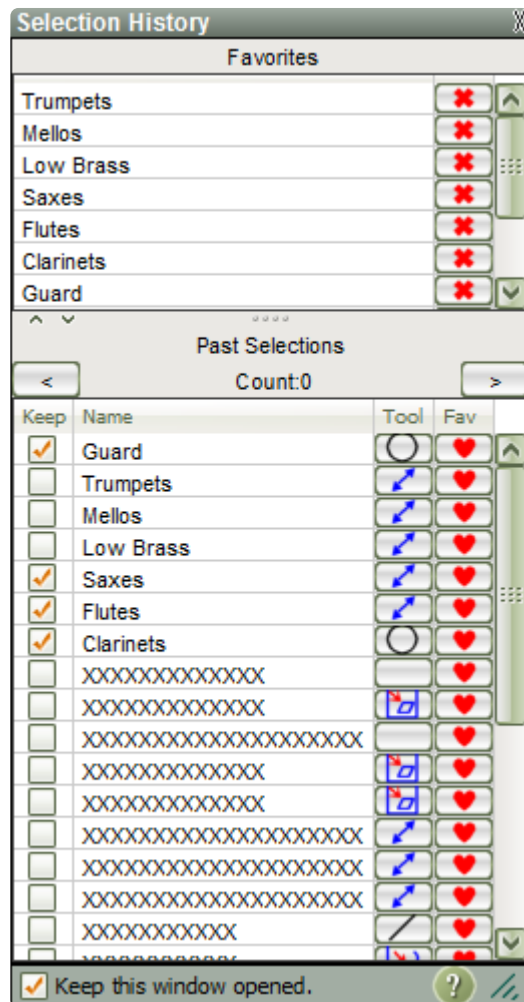 Selection History
Favorites
Trumpets
Mellos
Low Brass
Saxes
Flutes
Clarinets
Guard
Past Selections
< Count:0 >
Keep Name Tool Fav
Guard
Trumpets
Mellos
Low Brass
Saxes
Flutes
Clarinets
XXXXXXXXXXXXX
XXXXXXXXXXXXX
XXXXXXXXXXXXXXXXXXXX
XXXXXXXXXXXXX
XXXXXXXXXXXXX
XXXXXXXXXXXXXXXXXXXX
XXXXXXXXXXXXXXXXXXXX
XXXXXXXXXXXXXXXXXXXX
XXXXXXXXXXX
Keep this window opened. ?